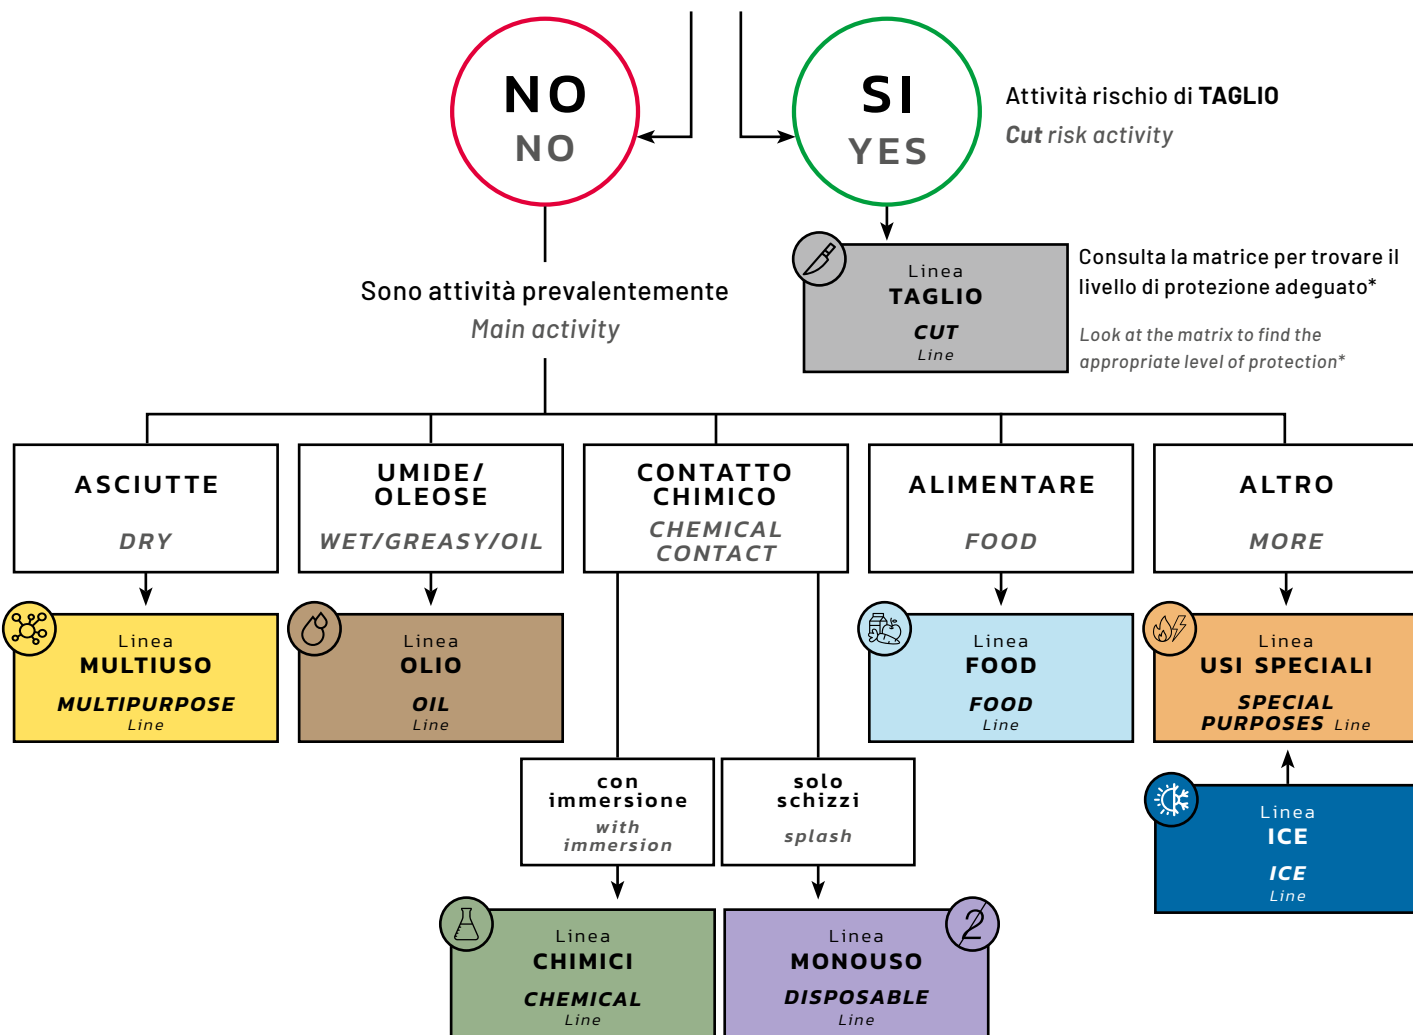 NO
NO
SI
YES
Attività rischio di TAGLIO
Cut risk activity
Linea
TAGLIO
CUT
Line
Consulta la matrice per trovare il
livello di protezione adeguato*
Look at the matrix to find the
appropriate level of protection*
Sono attività prevalentemente
Main activity
ASCIUTTE
DRY
UMIDE/
OLEOSE
WET/GREASY/OIL
CONTATTO
CHIMICO
CHEMICAL
CONTACT
ALIMENTARE
FOOD
ALTRO
MORE
Linea
MULTIUSO
MULTIPURPOSE
Line
Linea
OLIO
OIL
Line
Linea
FOOD
FOOD
Line
Linea
USI SPECIALI
SPECIAL
PURPOSES Line
con
immersione
with
immersion
solo
schizzi
splash
Linea
ICE
ICE
Line
Linea
CHIMICI
CHEMICAL
Line
2
Linea
MONOUSO
DISPOSABLE
Line